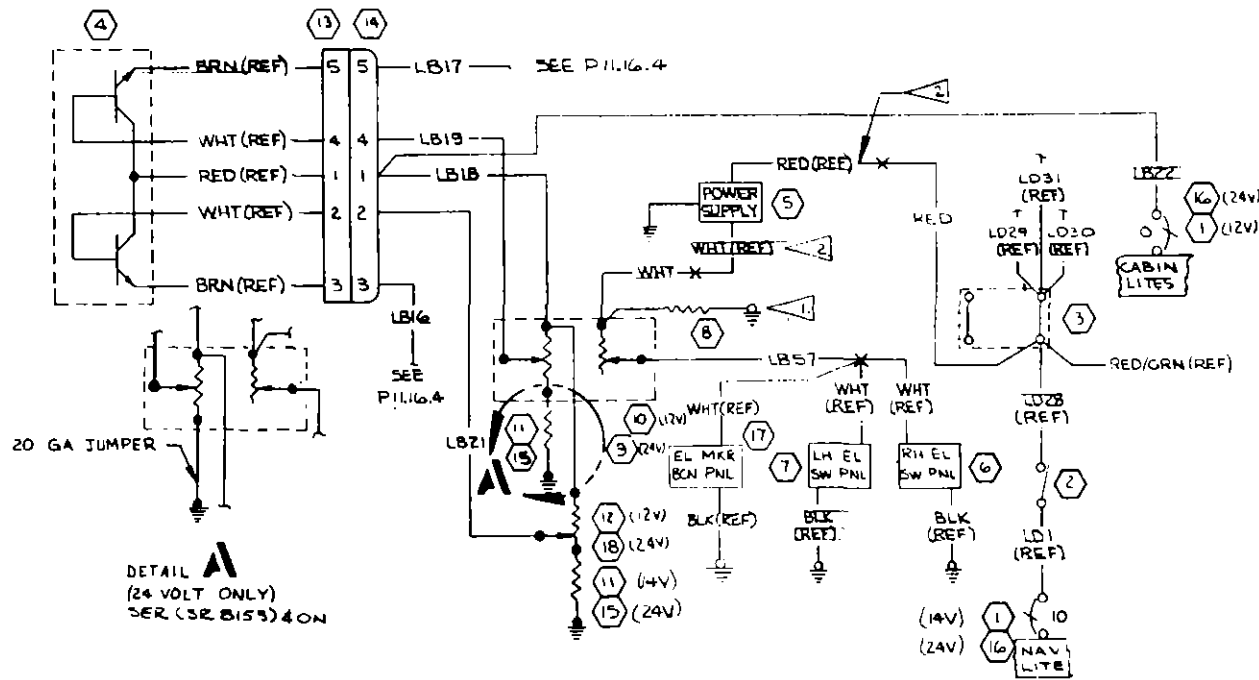 4
13
14
BRN(REF)
5
5
LB17
SEE P11.16.4
2
WHT(REF)
4
4
LB19
RED(REF)
1
1
LB18
RED(REF)
WHT(REF)
2
2
BRN(REF)
3
3
LB16
SEE
P11.16.4
POWER
SUPPLY
5
WHT(REF)
2
WHT
RED
LD31
(REF)
LD29
(REF)
LD30
(REF)
LB22
16 (24V)
1 (12V)
CABIN
LITES
3
8
1
LB57
RED/GRN(REF)
20 GA JUMPER
DETAIL A
(24 VOLT ONLY)
SER (SR 8159) & ON
LB21
11
15
A
10 (12V)
9 (24V)
12 (12V)
18 (24V)
11 (14V)
15 (24V)
WHT(REF)
WHT
(REF)
WHT
(REF)
EL MKR
BCN PNL
17
LH EL
SW PNL
7
RH EL
SW PNL
6
BLK(REF)
BLK
(REF)
BLK
(REF)
LD28
(REF)
2
LD1
(REF)
(14V) 1
10
(24V) 16
NAV
LITE